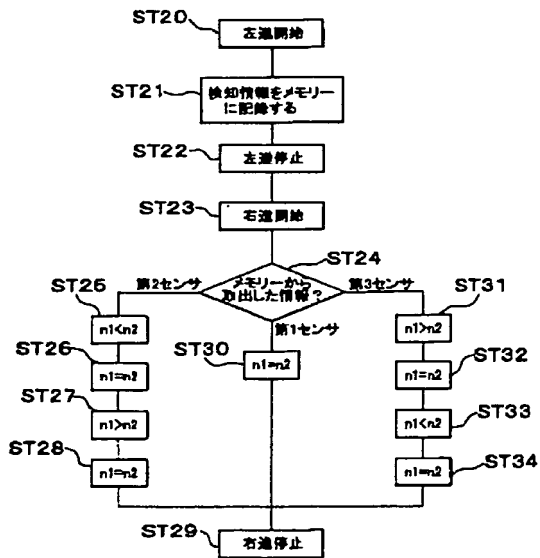 ST20
左進開始
ST21
検知情報をメモリー
に記録する
ST22
左進停止
ST23
右進開始
ST24
メモリーから
取出した情報?
第2センサ
第3センサ
第1センサ
ST25
n1<n2
ST26
n1=n2
ST27
n1>n2
ST28
n1=n2
ST30
n1=n2
ST31
n1>n2
ST32
n1=n2
ST33
n1<n2
ST34
n1=n2
ST29
右進停止